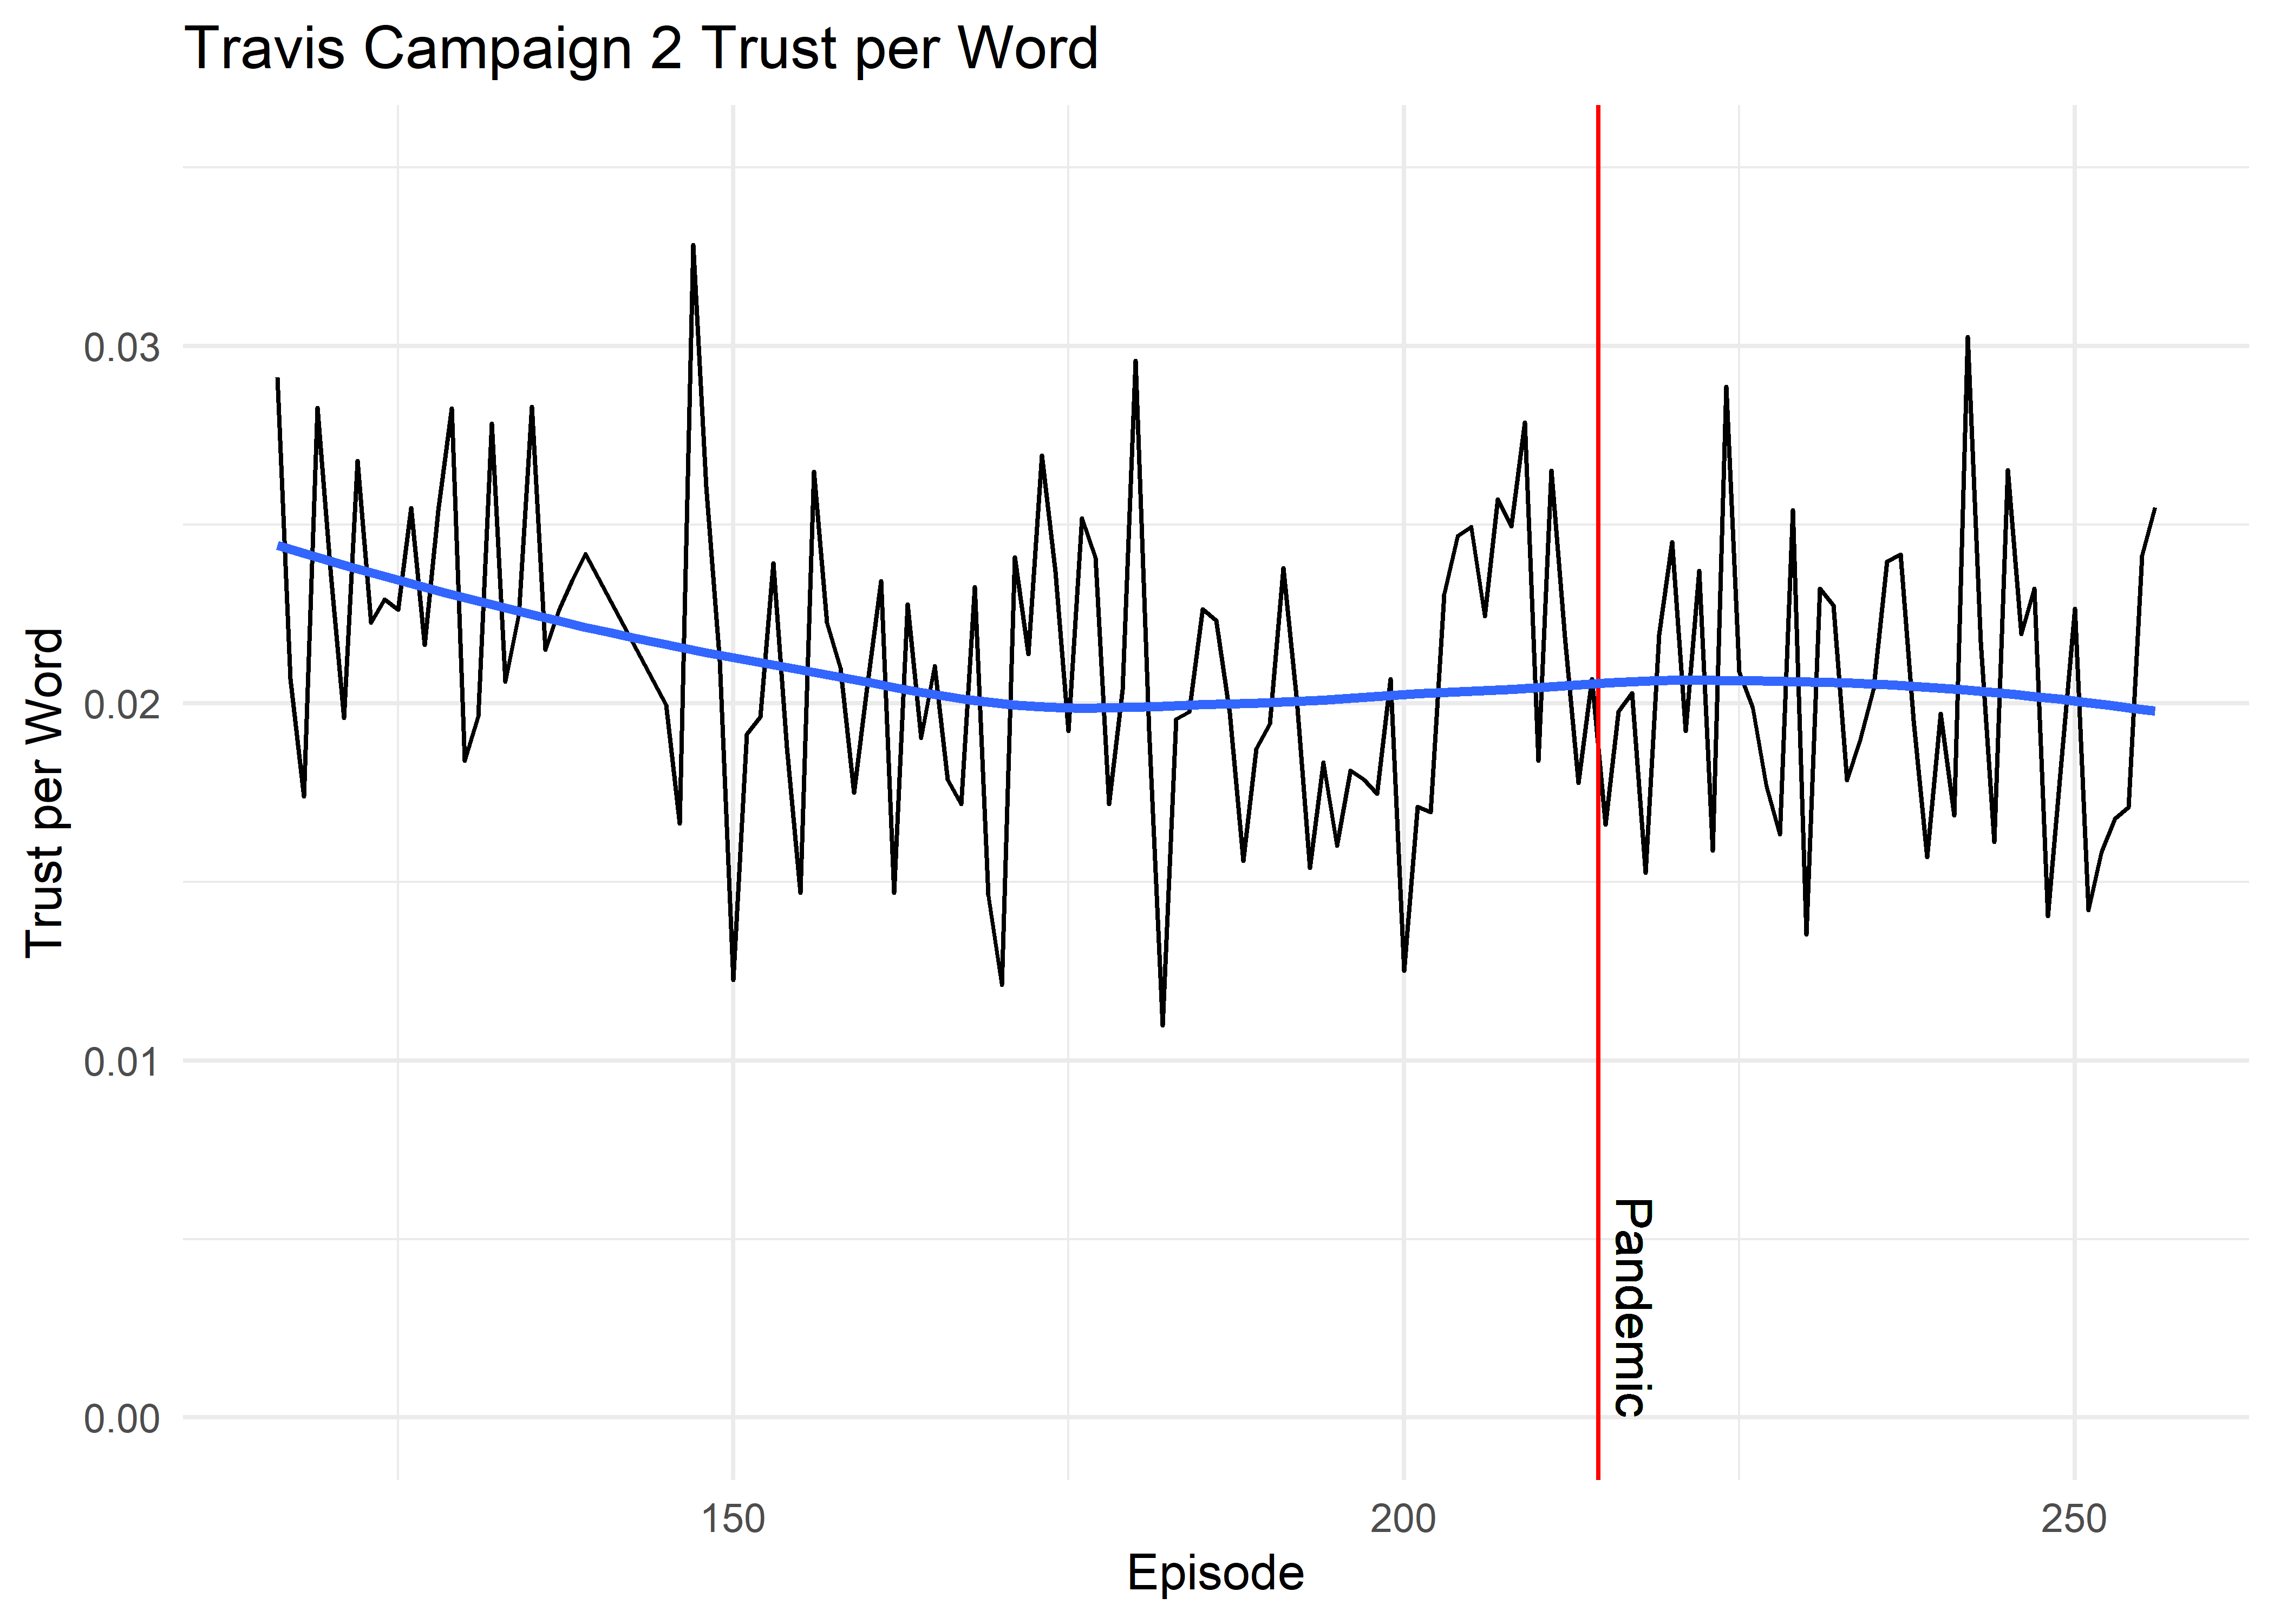 Travis Campaign 2 Trust per Word
Trust per Word
0.03
0.02
0.01
0.00
Pandemic
150
200
250
Episode